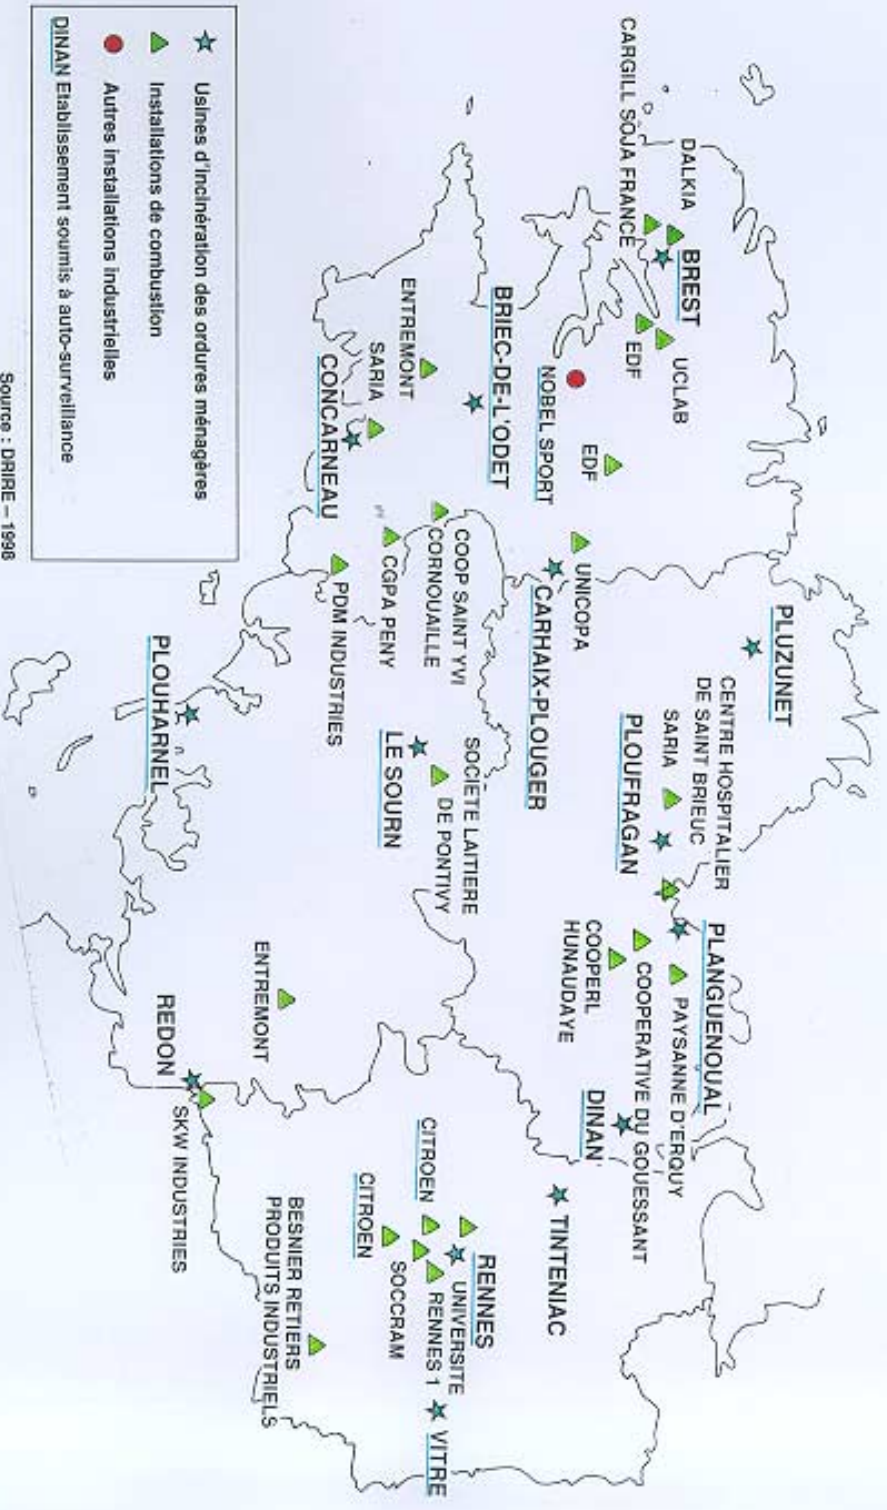 PLUZUNET
CENTRE HOSPITALIER
DE SAINT BRIEUC
SARIA
PLOUFRAGAN
PLANGUENOUAL
PAYSANNE D'ERQUY
COOPERATIVE DU GOUESSANT
COOPERL
HUNAUDAYE
DINAN
TINTENIAC
DALKIA
BREST
CARGILL SOJA FRANCE
UCLAB
EDF
EDF
NOBEL SPORT
UNICOPA
CARHAIX-PLOUGER
BRIEC-DE-L'ODET
ENTREMONT
SARIA
CONCARNEAU
COOP SAINT YVI
CORNOUAILLE
CGPA PENY
PDM INDUSTRIES
SOCIETE LAITIERE
DE PONTIVY
LE SOURN
PLOUHARNEL
ENTREMONT
REDON
SKW INDUSTRIES
RENNES
UNIVERSITE
RENNES 1
CITROEN
CITROEN
SOCCRAM
VITRE
BESNIER RETIERS
PRODUITS INDUSTRIELS
Usines d'incinération des ordures ménagères
Installations de combustion
Autres installations industrielles
DINAN Etablissement soumis à auto-surveillance
Source : DRIRE – 1998